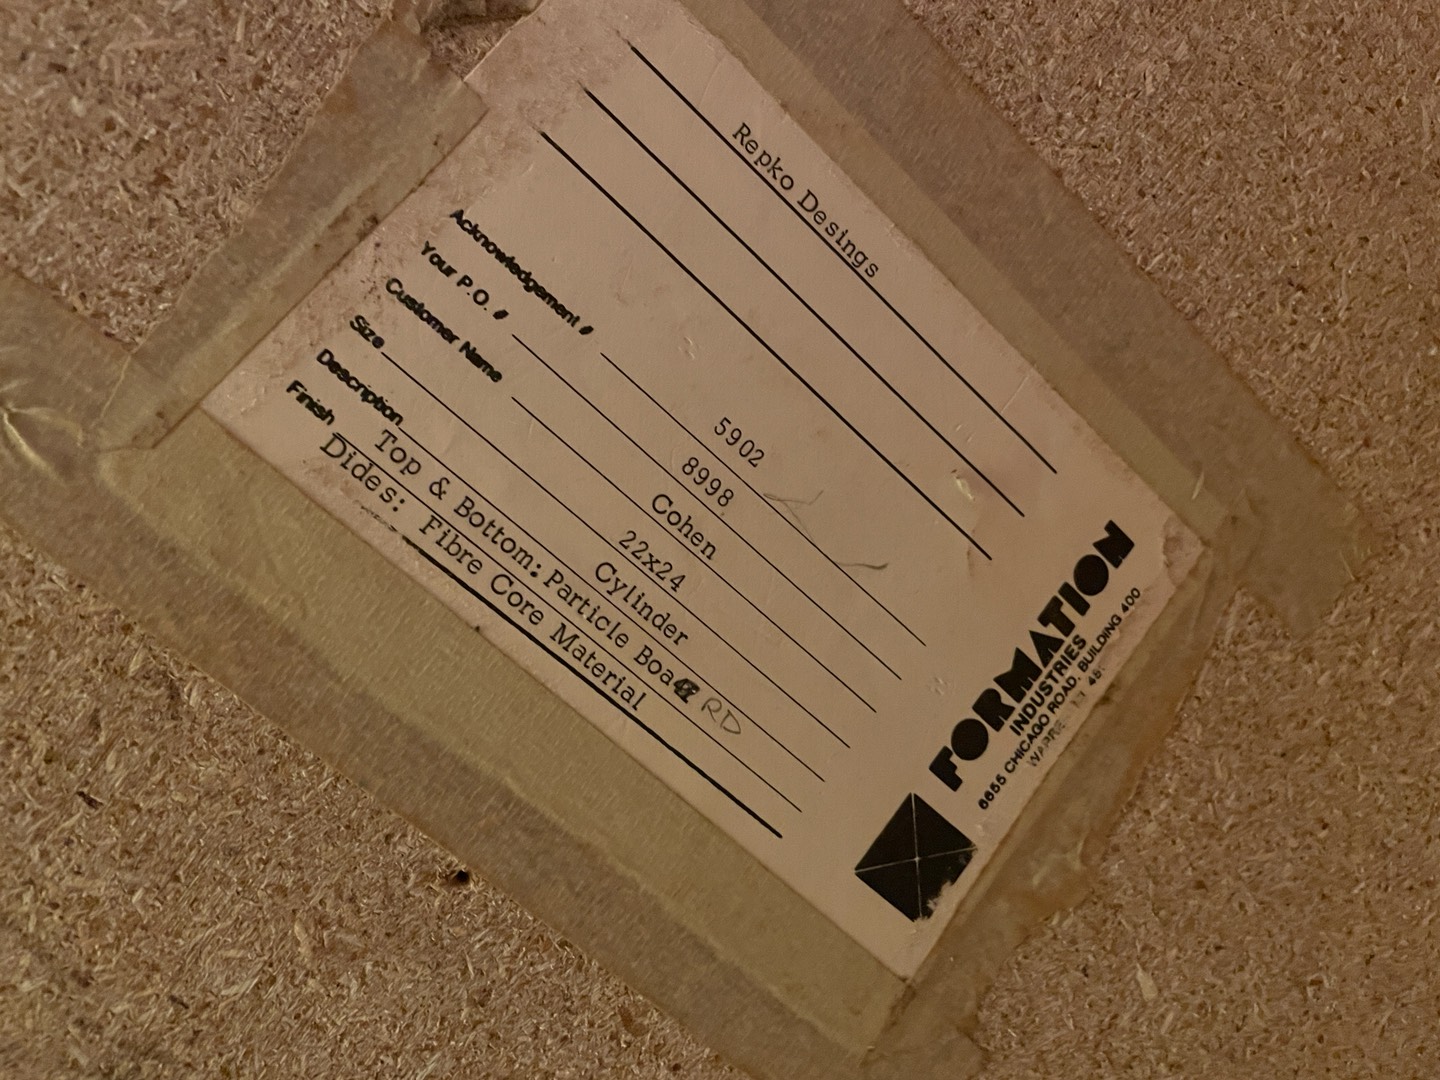 Repko Desings
Acknowledgement # 5902
Your P.O. # 8998
Customer Name Cohen
Size 22x24
Description Cylinder
Finish Top & Bottom: Particle Boa RD
Dides: Fibre Core Material
FORMATION
INDUSTRIES
6655 CHICAGO ROAD, BUILDING 400